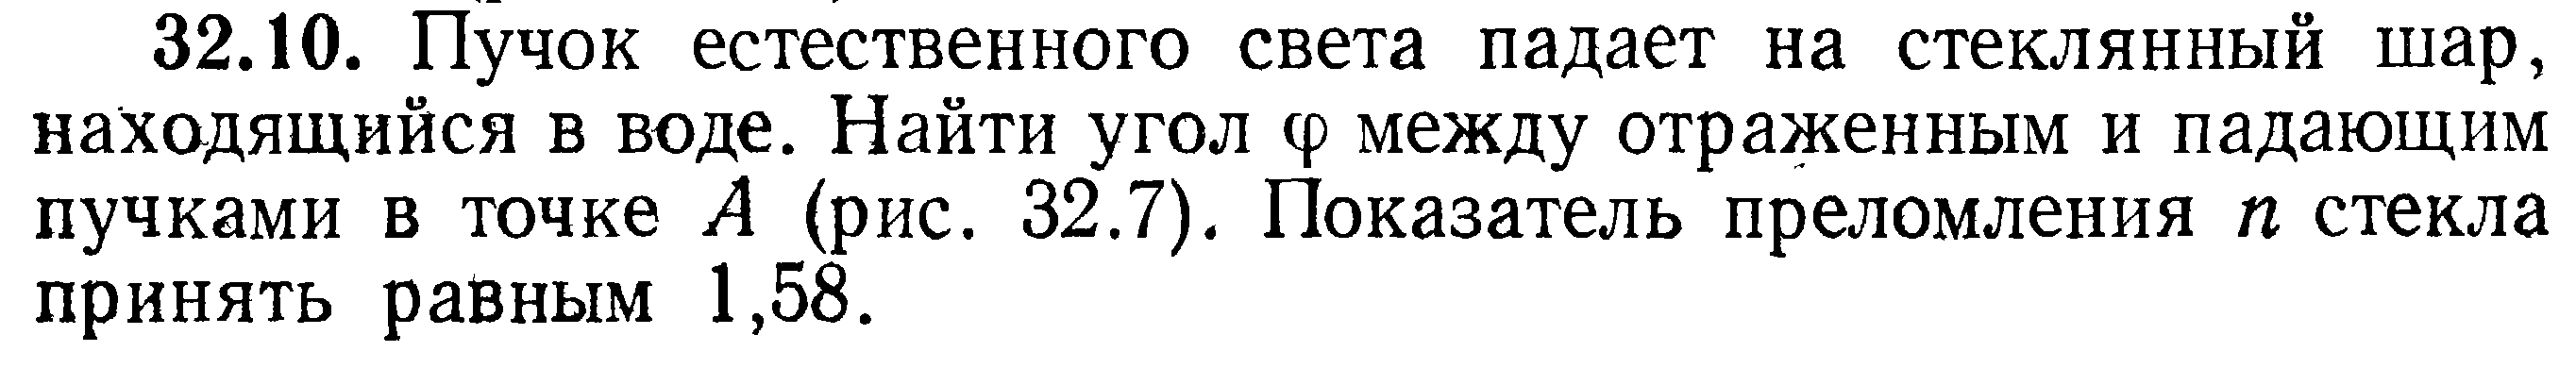 32.10. Пучок естественного света падает на стеклянный шар,
находящийся в воде. Найти угол φ между отраженным и падающим
пучками в точке A (рис. 32.7). Показатель преломления n стекла
принять равным 1,58.